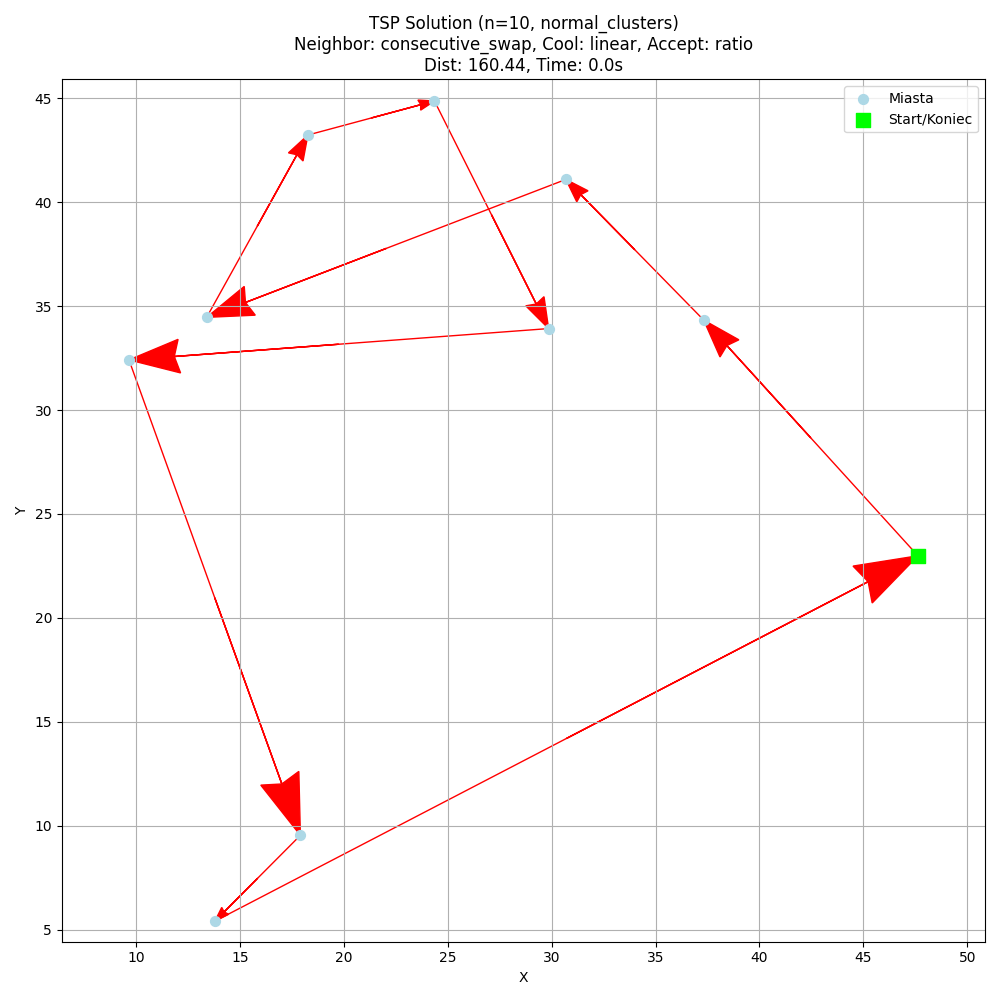 TSP Solution (n=10, normal_clusters)
Neighbor: consecutive_swap, Cool: linear, Accept: ratio
Dist: 160.44, Time: 0.0s
Miasta
Start/Koniec
45
40
35
30
25
20
15
10
5
Y
10 15 20 25 30 35 40 45 50
X